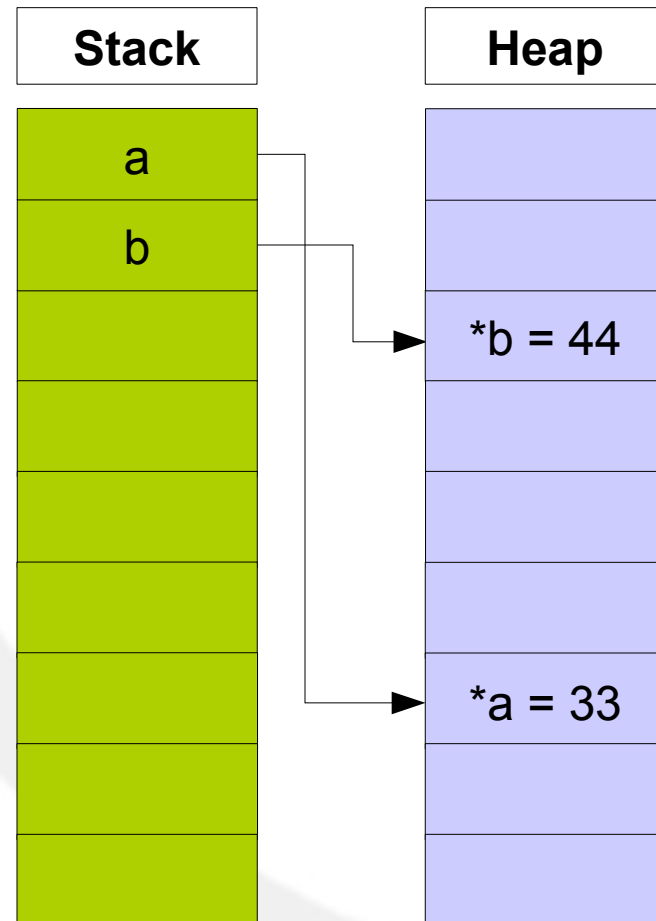 Stack
Heap
a
b
*b = 44
*a = 33